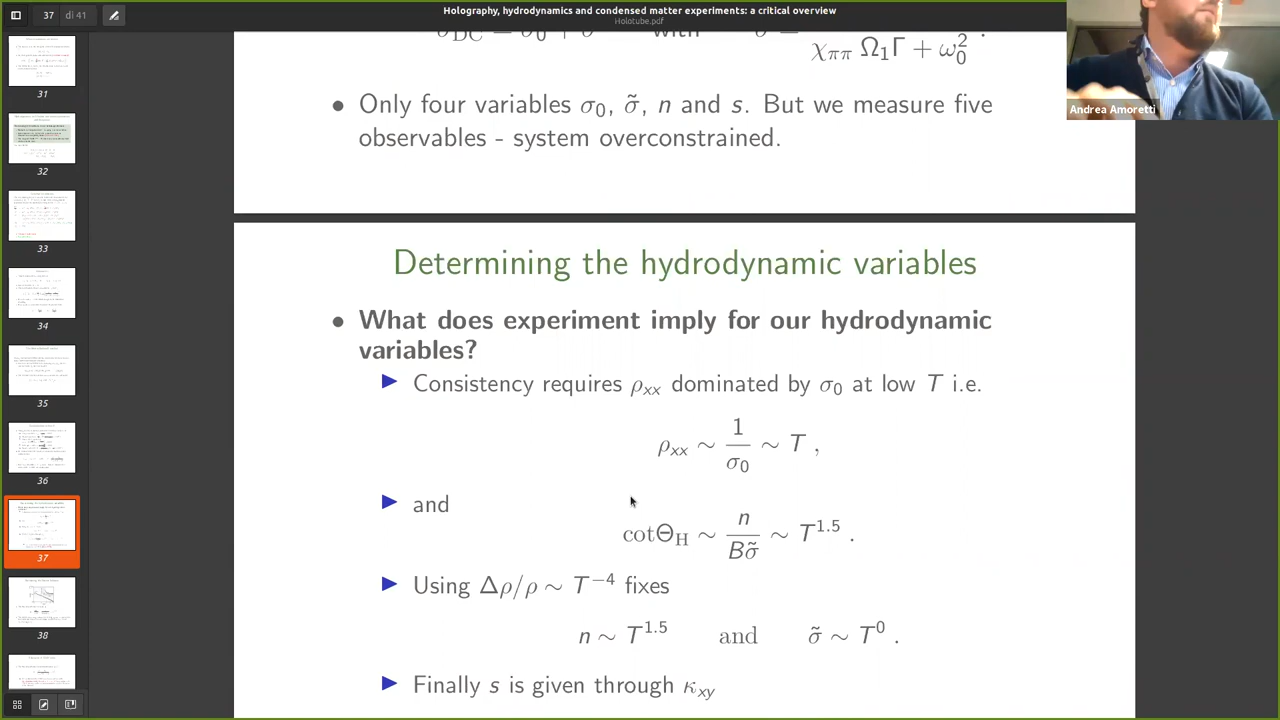 37 di 41
Holography, hydrodynamics and condensed matter experiments: a critical overview
Holotube.pdf
Andrea Amoretti
31
32
33
34
35
36
37
38
with
χππ Ω1Γ + ω0²
• Only four variables σ0, σ̃, n and s. But we measure five
observables - system overconstrained.
Determining the hydrodynamic variables
• What does experiment imply for our hydrodynamic
variables?
▶ Consistency requires ρxx dominated by σ0 at low T i.e.
ρxx ∼ 1/σ0 ∼ T ,
▶ and
cotΘH ∼ n/(Bσ̃) ∼ T^1.5 .
▶ Using Δρ/ρ ∼ T^−4 fixes
n ∼ T^1.5 and σ̃ ∼ T^0 .
▶ Finally s is given through κxy